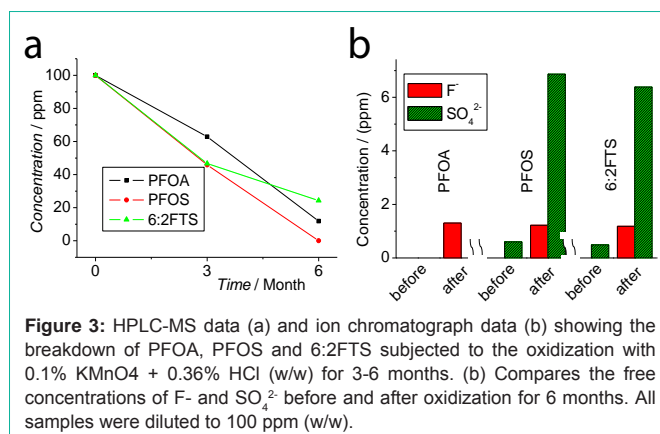 a
100
80
60
40
20
0
Concentration / ppm
PFOA
PFOS
6:2FTS
0
3
6
Time / Month
b
6
4
2
0
Concentration / (ppm)
F⁻
SO₄²⁻
PFOA
PFOS
6:2FTS
before
after
before
after
before
after
Figure 3: HPLC-MS data (a) and ion chromatograph data (b) showing the
breakdown of PFOA, PFOS and 6:2FTS subjected to the oxidization with
0.1% KMnO4 + 0.36% HCl (w/w) for 3-6 months. (b) Compares the free
concentrations of F- and SO₄²⁻ before and after oxidization for 6 months. All
samples were diluted to 100 ppm (w/w).